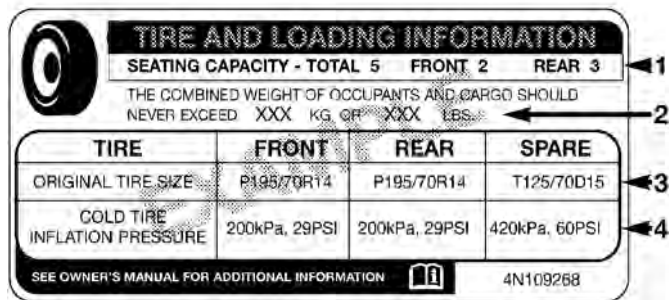 TIRE AND LOADING INFORMATION
SEATING CAPACITY - TOTAL 5 FRONT 2 REAR 3
1
THE COMBINED WEIGHT OF OCCUPANTS AND CARGO SHOULD
NEVER EXCEED XXX KG OR XXX LBS.
2
TIRE FRONT REAR SPARE
ORIGINAL TIRE SIZE P195/70R14 P195/70R14 T125/70D15
3
COLD TIRE
INFLATION PRESSURE 200kPa, 29PSI 200kPa, 29PSI 420kPa, 60PSI
4
SEE OWNER'S MANUAL FOR ADDITIONAL INFORMATION 4N109268
EXAMPLE